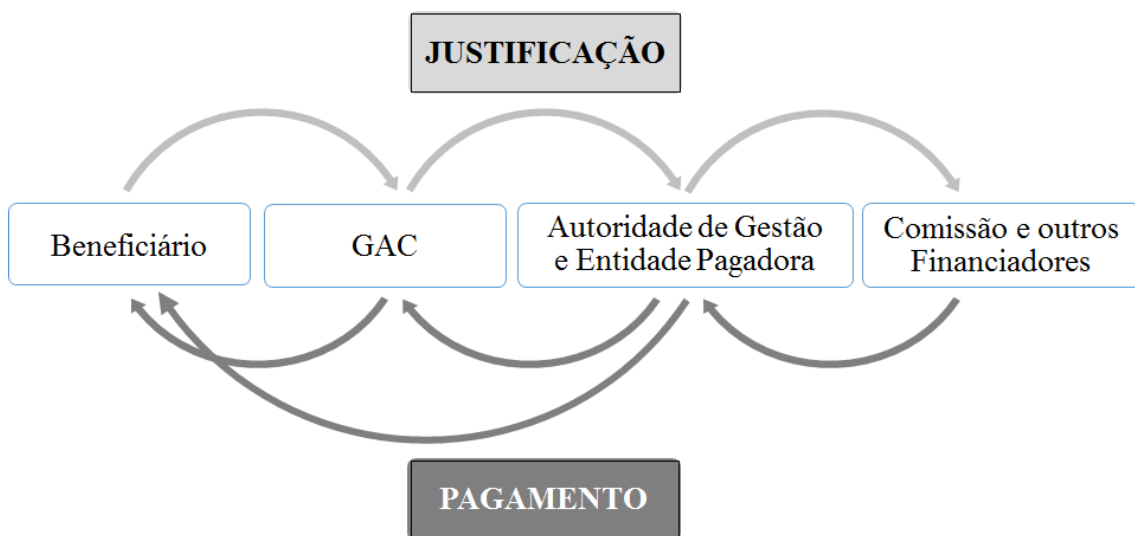 JUSTIFICAÇÃO
Beneficiário
GAC
Autoridade de Gestão
e Entidade Pagadora
Comissão e outros
Financiadores
PAGAMENTO